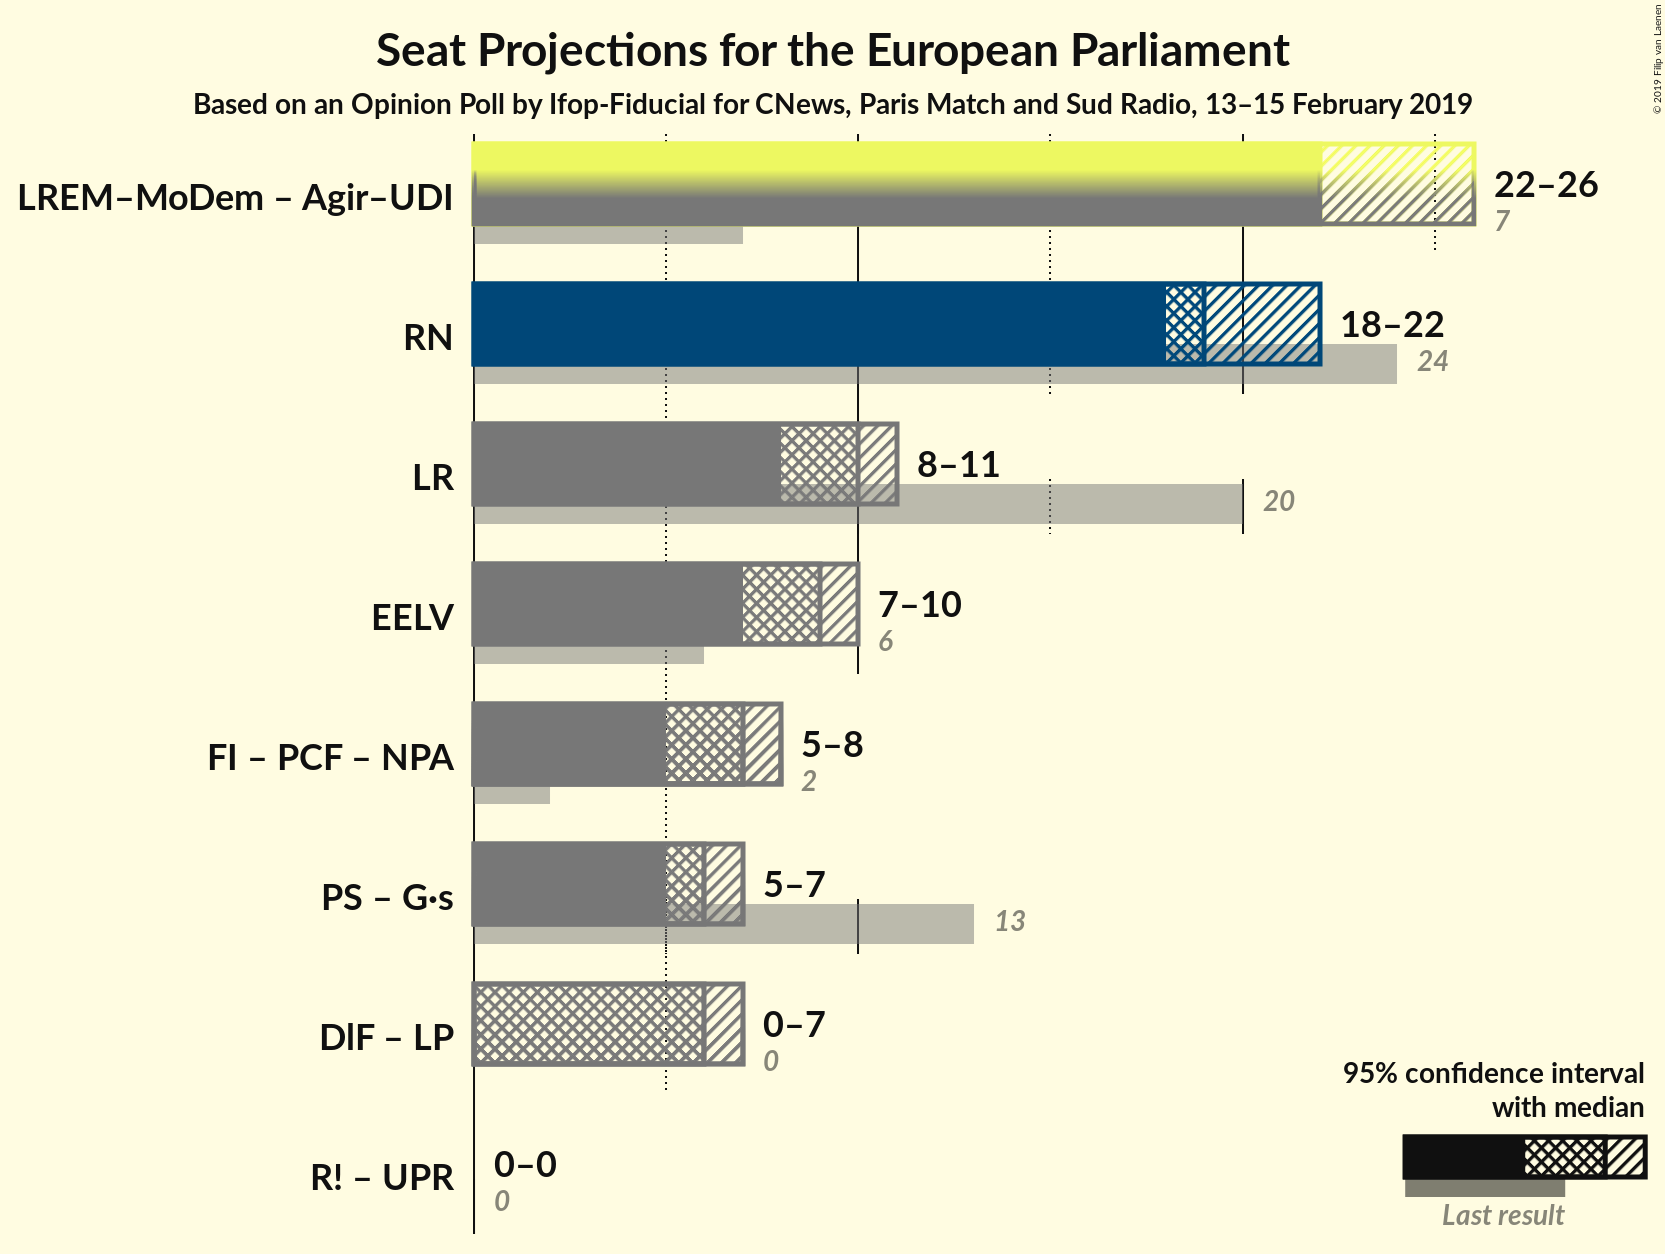 Seat Projections for the European Parliament
Based on an Opinion Poll by Ifop-Fiducial for CNews, Paris Match and Sud Radio, 13–15 February 2019
© 2019 Filip van Laenen
LREM–MoDem – Agir–UDI
22–26
7
RN
18–22
24
LR
8–11
20
EELV
7–10
6
FI – PCF – NPA
5–8
2
PS – G·s
5–7
13
DlF – LP
0–7
0
R! – UPR
0–0
0
95% confidence interval
with median
Last result